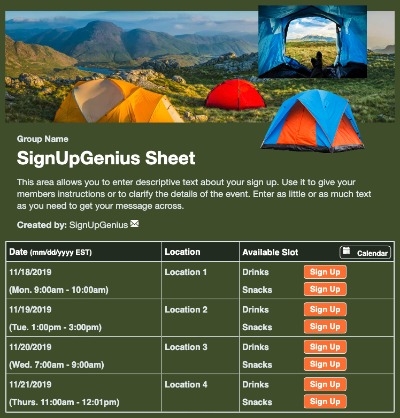 Group Name
SignUpGenius Sheet
This area allows you to enter descriptive text about your sign up. Use it to give your
members instructions or to clarify the details of the event. Enter as little or as much text
as you need to get your message across.
Created by: SignUpGenius
Date (mm/dd/yyyy EST) Location Available Slot Calendar
11/18/2019 Location 1 Drinks Sign Up
(Mon. 9:00am - 10:00am) Snacks Sign Up
11/19/2019 Location 2 Drinks Sign Up
(Tue. 1:00pm - 3:00pm) Snacks Sign Up
11/20/2019 Location 3 Drinks Sign Up
(Wed. 7:00am - 9:00am) Snacks Sign Up
11/21/2019 Location 4 Drinks Sign Up
(Thurs. 11:00am - 12:01pm) Snacks Sign Up